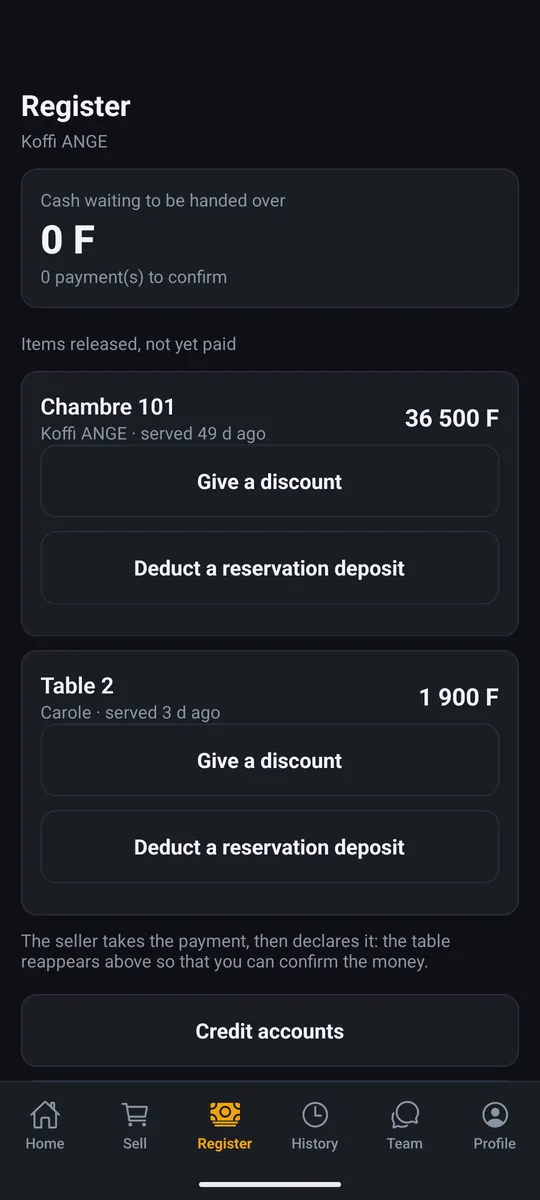 Register
Koffi ANGE
Cash waiting to be handed over
0 F
0 payment(s) to confirm
Items released, not yet paid
Chambre 101
36 500 F
Koffi ANGE · served 49 d ago
Give a discount
Deduct a reservation deposit
Table 2
1 900 F
Carole · served 3 d ago
Give a discount
Deduct a reservation deposit
The seller takes the payment, then declares it: the table
reappears above so that you can confirm the money.
Credit accounts
Home Sell Register History Team Profile